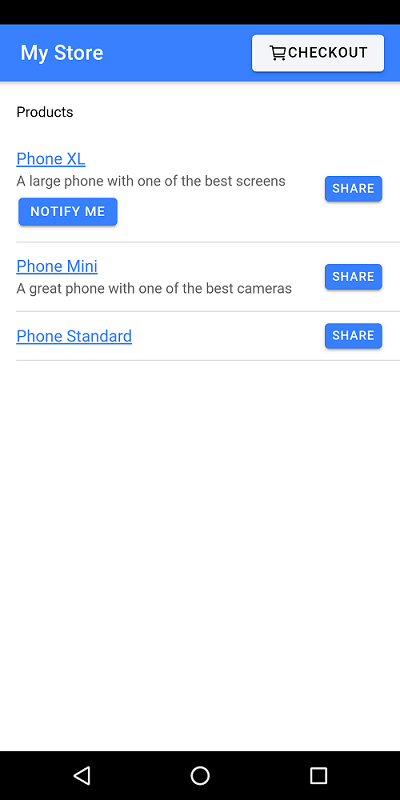 My Store
CHECKOUT
Products
Phone XL
A large phone with one of the best screens
SHARE
NOTIFY ME
Phone Mini
A great phone with one of the best cameras
SHARE
Phone Standard
SHARE